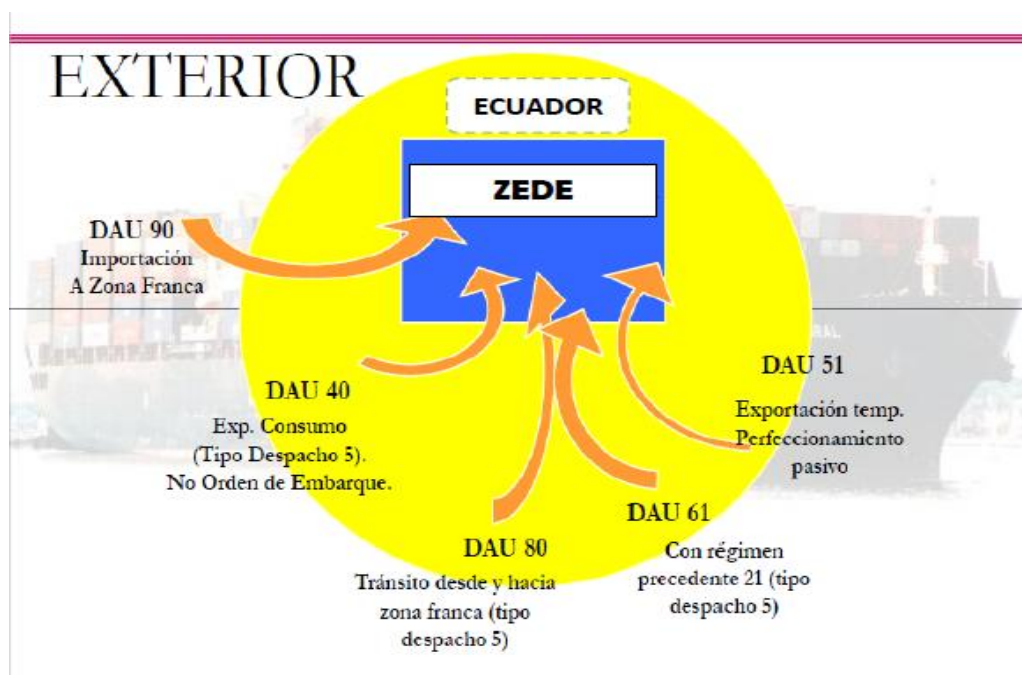 EXTERIOR
ECUADOR
ZEDE
DAU 90
Importación
A Zona Franca
DAU 40
Exp. Consumo
(Tipo Despacho 5).
No Orden de Embarque.
DAU 80
Tránsito desde y hacia
zona franca (tipo
despacho 5)
DAU 61
Con régimen
precedente 21 (tipo
despacho 5)
DAU 51
Exportación temp.
Perfeccionamiento
pasivo